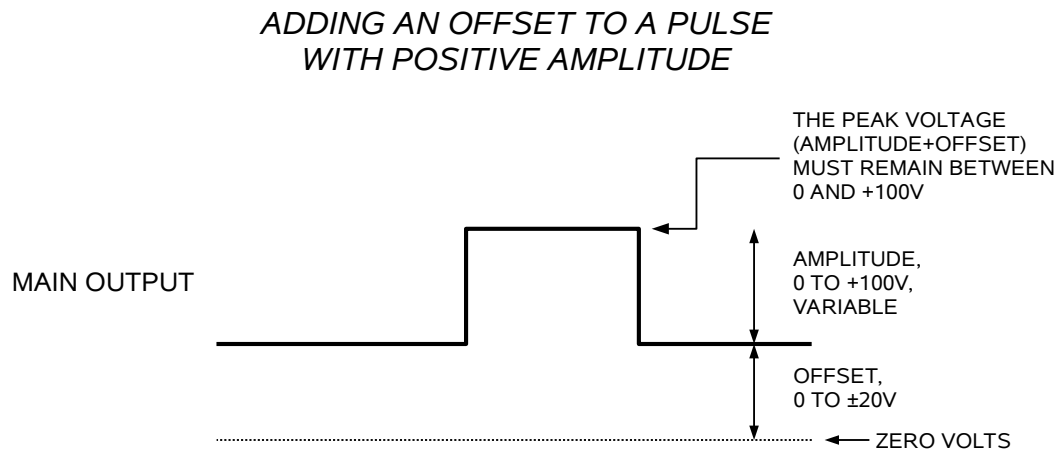 ADDING AN OFFSET TO A PULSE
WITH POSITIVE AMPLITUDE
THE PEAK VOLTAGE
(AMPLITUDE+OFFSET)
MUST REMAIN BETWEEN
0 AND +100V
MAIN OUTPUT
AMPLITUDE,
0 TO +100V,
VARIABLE
OFFSET,
0 TO ±20V
ZERO VOLTS